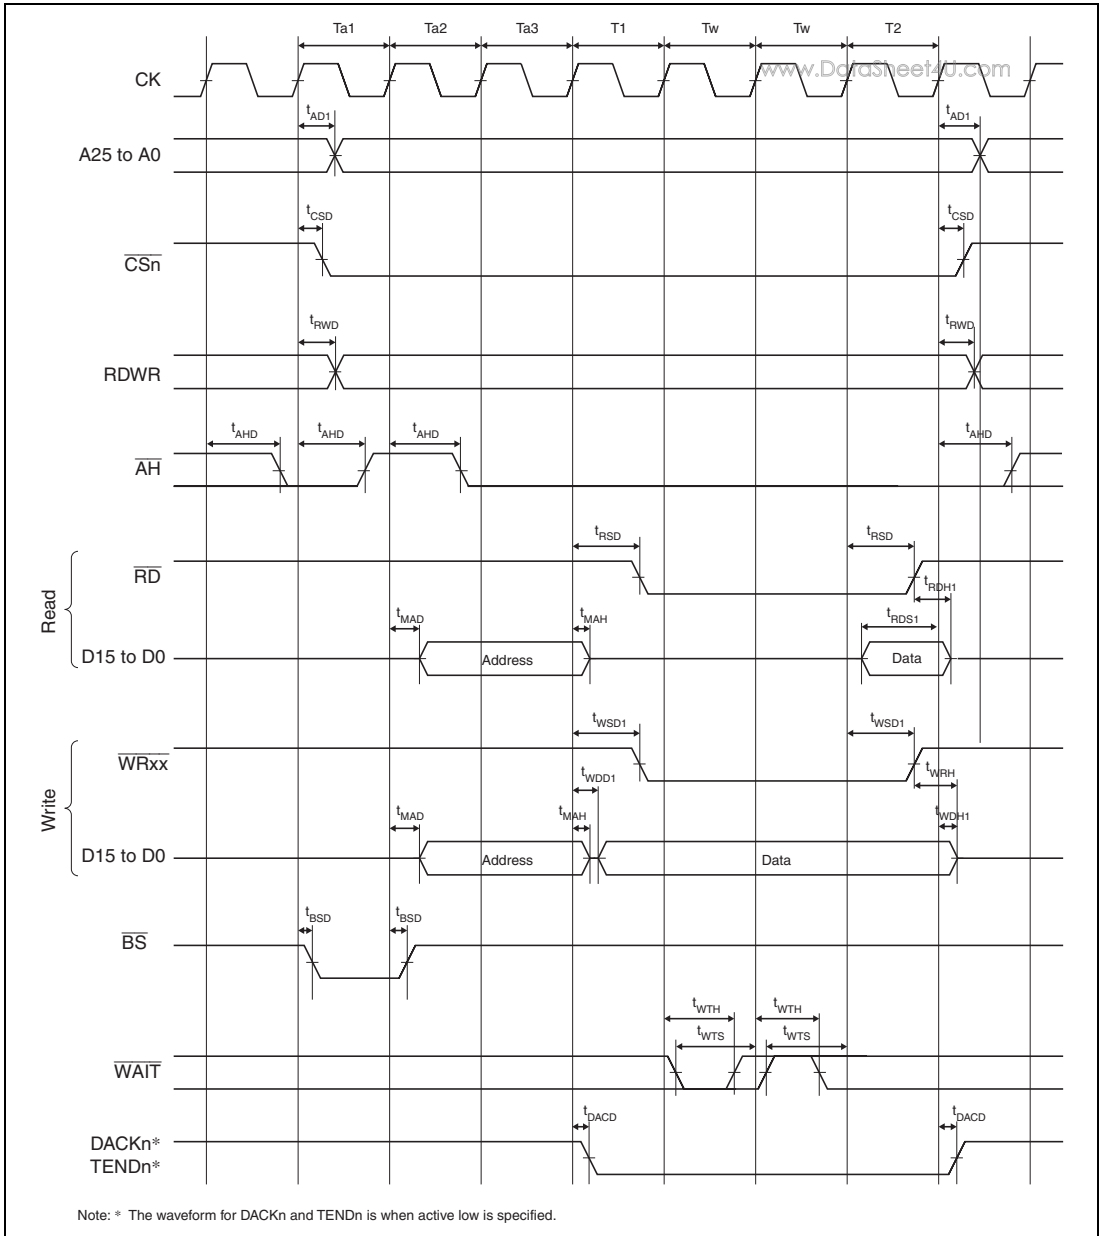 Ta1 Ta2 Ta3 T1 Tw Tw T2
www.DataSheet4U.com
CK
tAD1 tAD1
A25 to A0
tCSD tCSD
CSn
tRWD tRWD
RDWR
tAHD tAHD tAHD tAHD
AH
Read
tRSD tRSD
RD
tRDH1
tMAD tMAH tRDS1
D15 to D0 Address Data
Write
tWSD1 tWSD1
WRxx
tWDD1 tWRH
tMAD tMAH tWDH1
D15 to D0 Address Data
tBSD tBSD
BS
tWTH tWTH
tWTS tWTS
WAIT
tDACD tDACD
DACKn*
TENDn*
Note: * The waveform for DACKn and TENDn is when active low is specified.